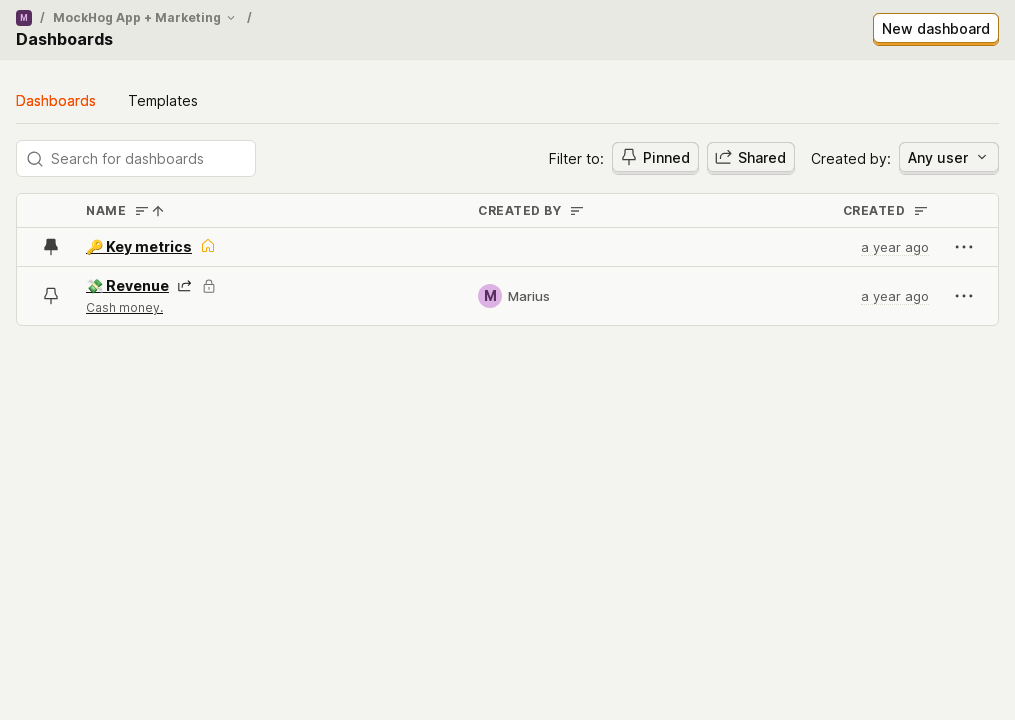 M / MockHog App + Marketing /
Dashboards
New dashboard
Dashboards Templates
Search for dashboards
Filter to: Pinned Shared Created by: Any user
NAME CREATED BY CREATED
🔑 Key metrics a year ago
💸 Revenue
Cash money.
M Marius a year ago